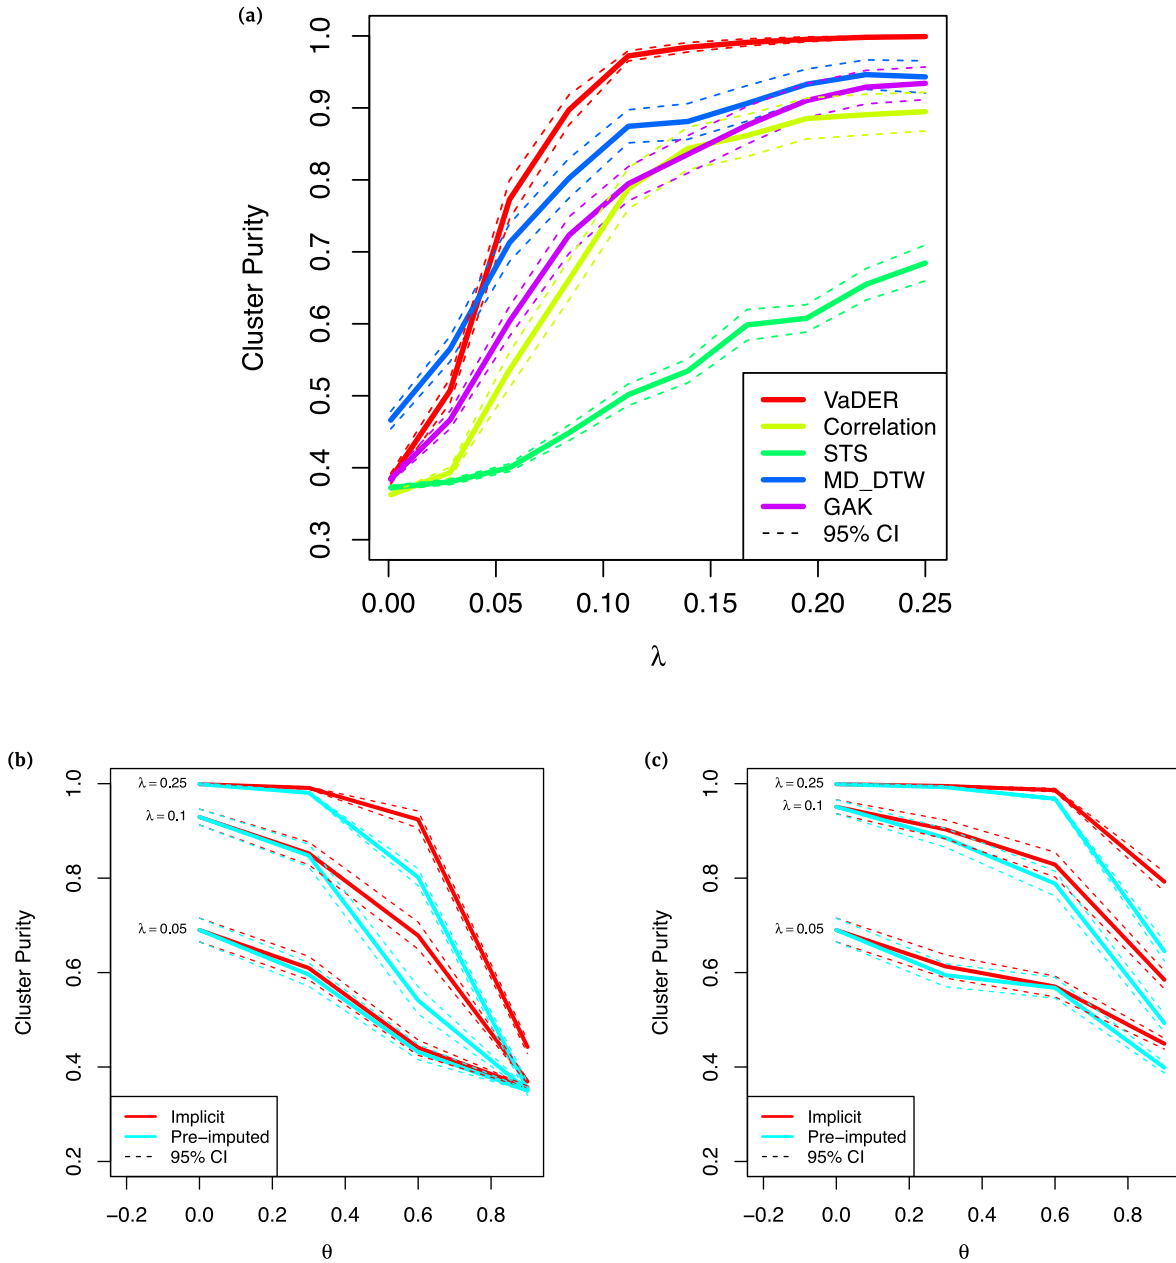 (a)
Cluster Purity
1.0
0.9
0.8
0.7
0.6
0.5
0.4
0.3
VaDER
Correlation
STS
MD_DTW
GAK
95% CI
0.00 0.05 0.10 0.15 0.20 0.25
λ
(b)
Cluster Purity
1.0
0.8
0.6
0.4
0.2
λ = 0.25
λ = 0.1
λ = 0.05
Implicit
Pre-imputed
95% CI
−0.2 0.0 0.2 0.4 0.6 0.8
θ
(c)
Cluster Purity
1.0
0.8
0.6
0.4
0.2
λ = 0.25
λ = 0.1
λ = 0.05
Implicit
Pre-imputed
95% CI
−0.2 0.0 0.2 0.4 0.6 0.8
θ